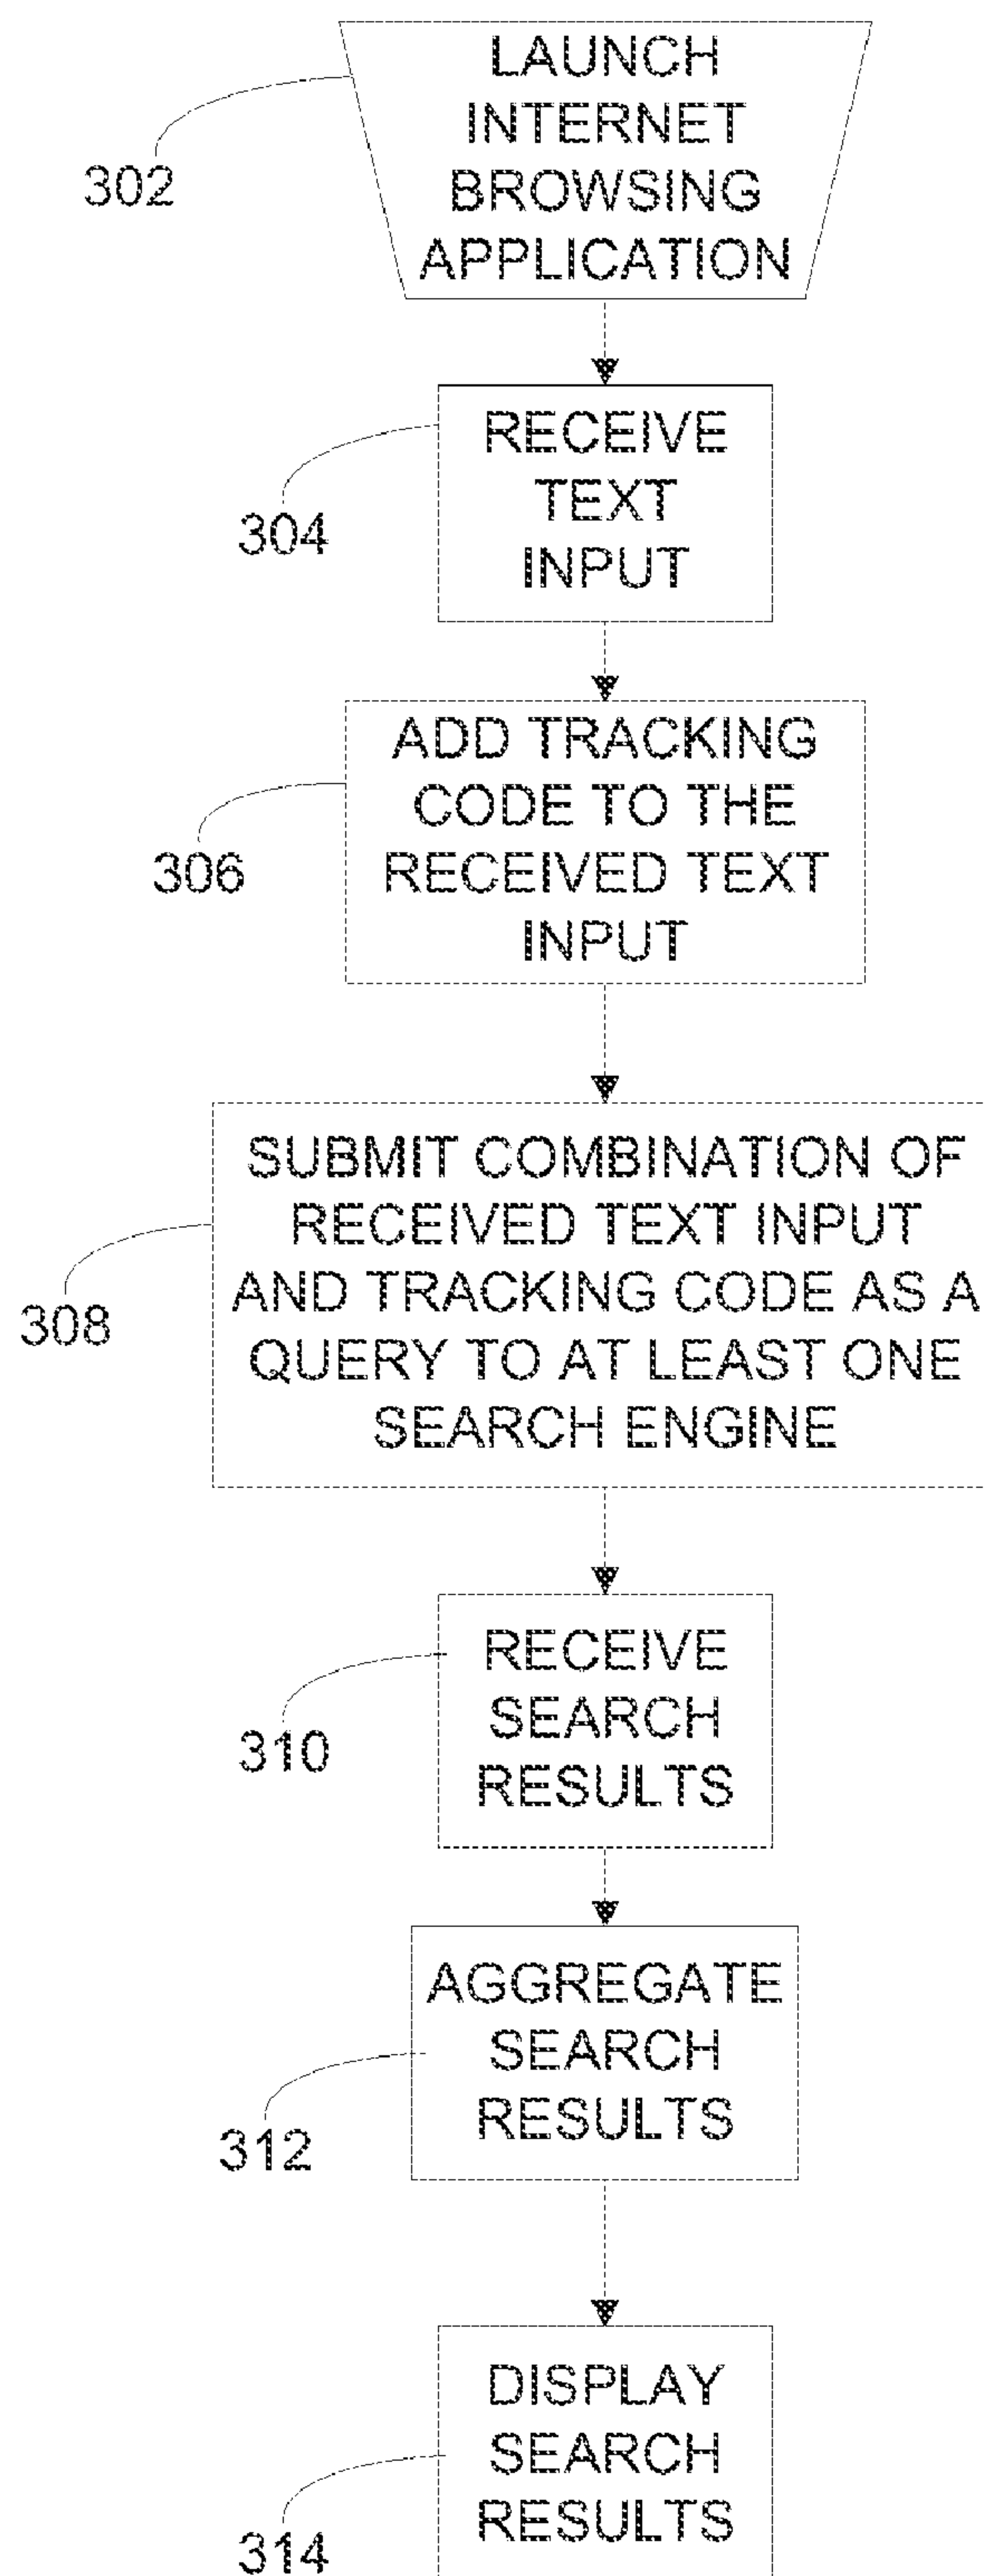 LAUNCH
INTERNET
BROWSING
APPLICATION
302
RECEIVE
TEXT
INPUT
304
ADD TRACKING
CODE TO THE
RECEIVED TEXT
INPUT
306
SUBMIT COMBINATION OF
RECEIVED TEXT INPUT
AND TRACKING CODE AS A
QUERY TO AT LEAST ONE
SEARCH ENGINE
308
RECEIVE
SEARCH
RESULTS
310
AGGREGATE
SEARCH
RESULTS
312
DISPLAY
SEARCH
RESULTS
314